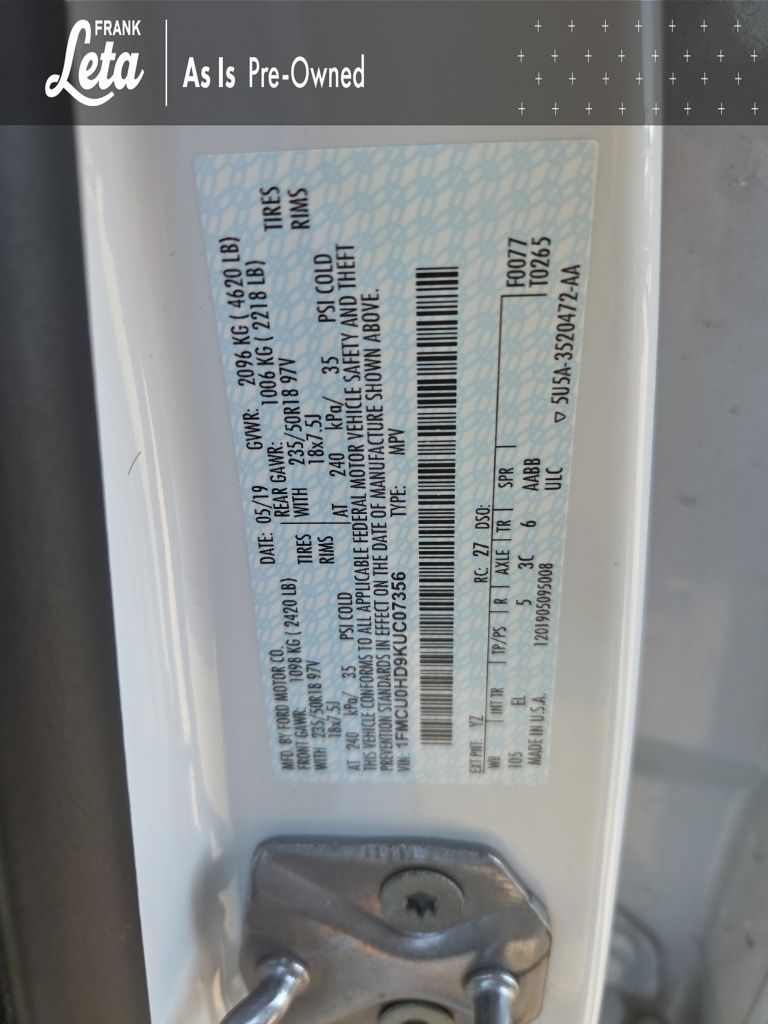 FRANK
Leta
As Is Pre-Owned
MFD. BY FORD MOTOR CO.
DATE: 05/19 GVWR: 2096 KG ( 4620 LB)
FRONT GAWR: 1098 KG ( 2420 LB)
REAR GAWR: 1006 KG ( 2218 LB)
WITH 235/50R18 97V TIRES
WITH 235/50R18 97V TIRES
18x7.5J RIMS
18x7.5J RIMS
AT 240 kPa/ 35 PSI COLD
AT 240 kPa/ 35 PSI COLD
THIS VEHICLE CONFORMS TO ALL APPLICABLE FEDERAL MOTOR VEHICLE SAFETY AND THEFT
PREVENTION STANDARDS IN EFFECT ON THE DATE OF MANUFACTURE SHOWN ABOVE.
VIN: 1FMCU0HD9KUC07356 TYPE: MPV
EXT PNT: YZ RC: 27 DSO:
WB INT TR TP/PS R AXLE TR SPR F0077
105 EL 5 3C 6 AABB T0265
MADE IN U.S.A. 1201905095008 ULC
5U5A-3520472-AA